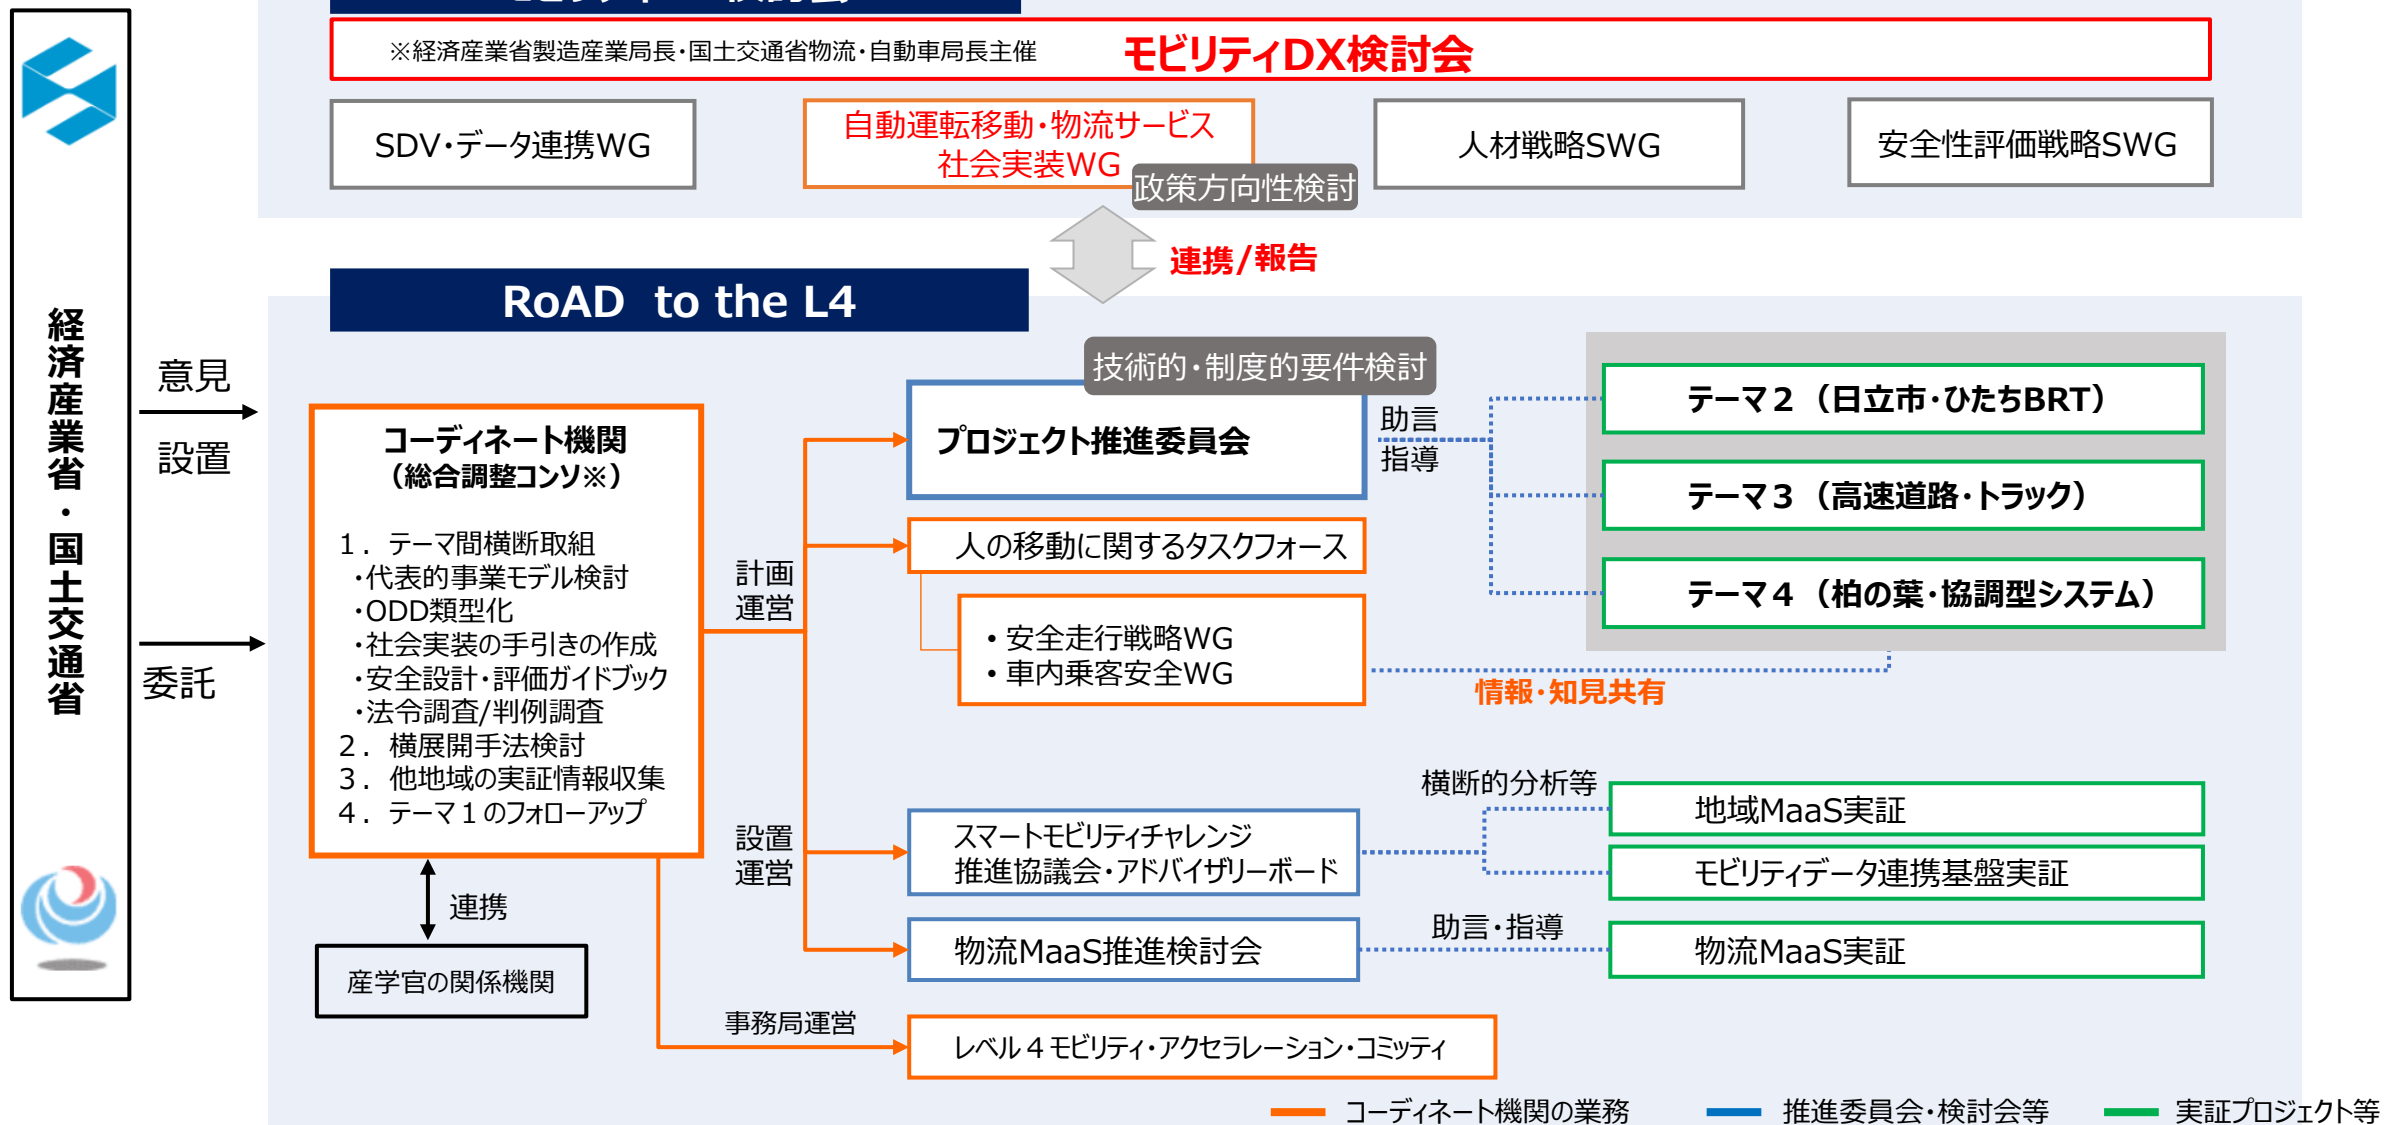 ※経済産業省製造産業局長・国土交通省物流・自動車局長主催
モビリティDX検討会
SDV・データ連携WG
自動運転移動・物流サービス
社会実装WG
人材戦略SWG
安全性評価戦略SWG
政策方向性検討
連携/報告
経済産業省・国土交通省
意見
設置
委託
RoAD to the L4
技術的・制度的要件検討
コーディネート機関
（総合調整コンソ※）
１．テーマ間横断取組
・代表的事業モデル検討
・ODD類型化
・社会実装の手引きの作成
・安全設計・評価ガイドブック
・法令調査/判例調査
２．横展開手法検討
３．他地域の実証情報収集
４．テーマ１のフォローアップ
連携
産学官の関係機関
計画
運営
設置
運営
事務局運営
プロジェクト推進委員会
人の移動に関するタスクフォース
・安全走行戦略WG
・車内乗客安全WG
スマートモビリティチャレンジ
推進協議会・アドバイザリーボード
物流MaaS推進検討会
レベル４モビリティ・アクセラレーション・コミッティ
助言
指導
テーマ２（日立市・ひたちBRT）
テーマ３（高速道路・トラック）
テーマ４（柏の葉・協調型システム）
情報・知見共有
横断的分析等
地域MaaS実証
モビリティデータ連携基盤実証
助言・指導
物流MaaS実証
コーディネート機関の業務
推進委員会・検討会等
実証プロジェクト等